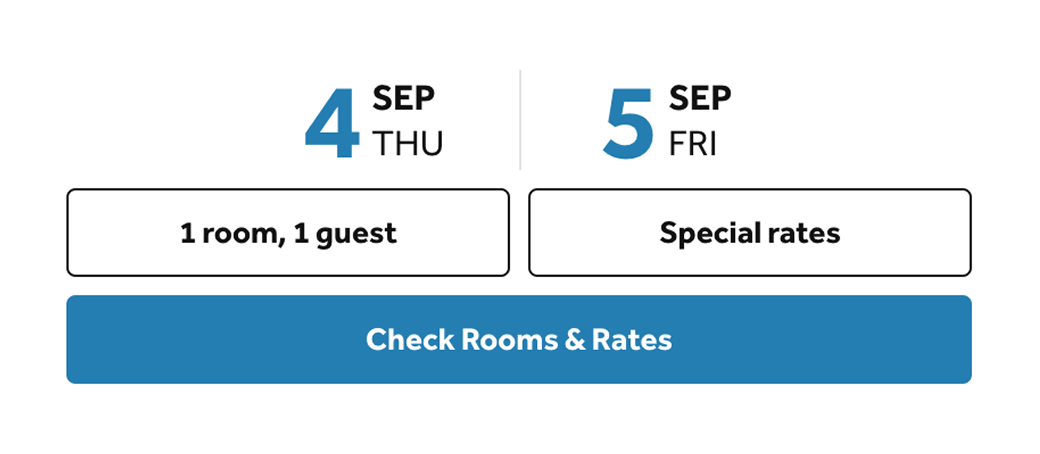 4 SEP THU
5 SEP FRI
1 room, 1 guest
Special rates
Check Rooms & Rates